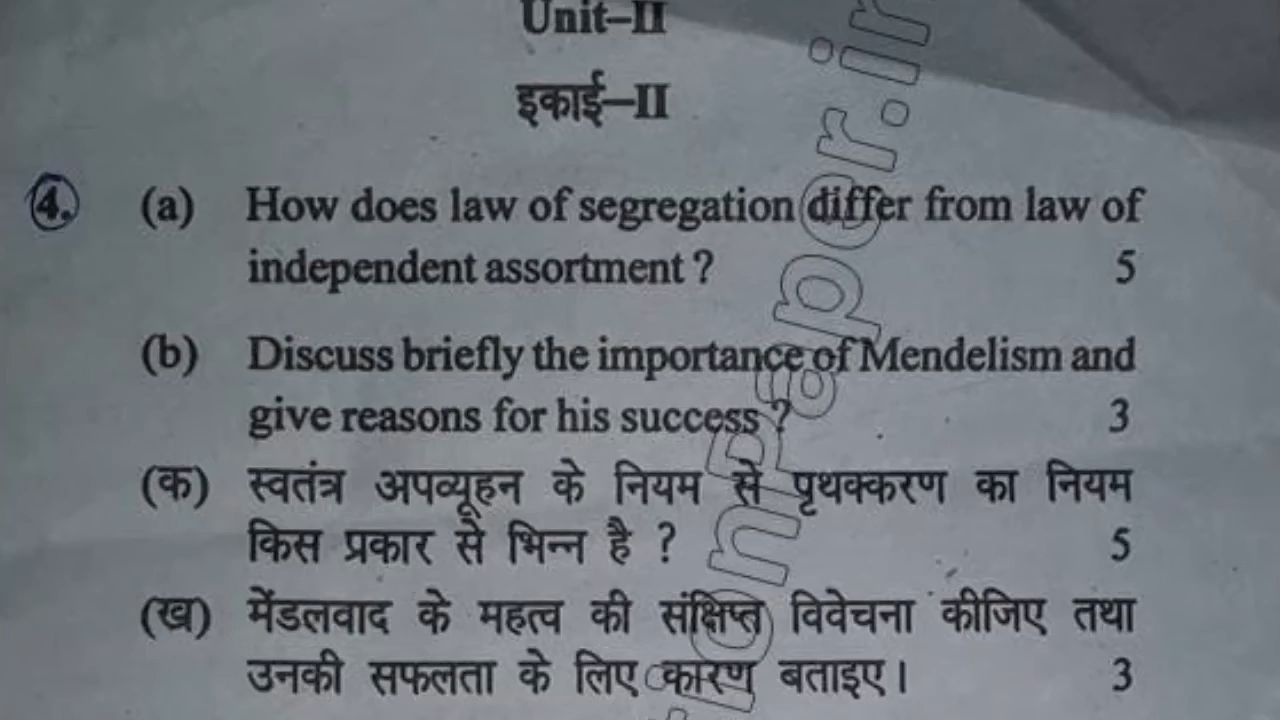 Unit–II
इकाई–II
4. (a) How does law of segregation differ from law of
independent assortment ? 5
(b) Discuss briefly the importance of Mendelism and
give reasons for his success ? 3
(क) स्वतंत्र अपव्यूहन के नियम से पृथक्करण का नियम
किस प्रकार से भिन्न है ? 5
(ख) मेंडलवाद के महत्व की संक्षिप्त विवेचना कीजिए तथा
उनकी सफलता के लिए कारण बताइए। 3